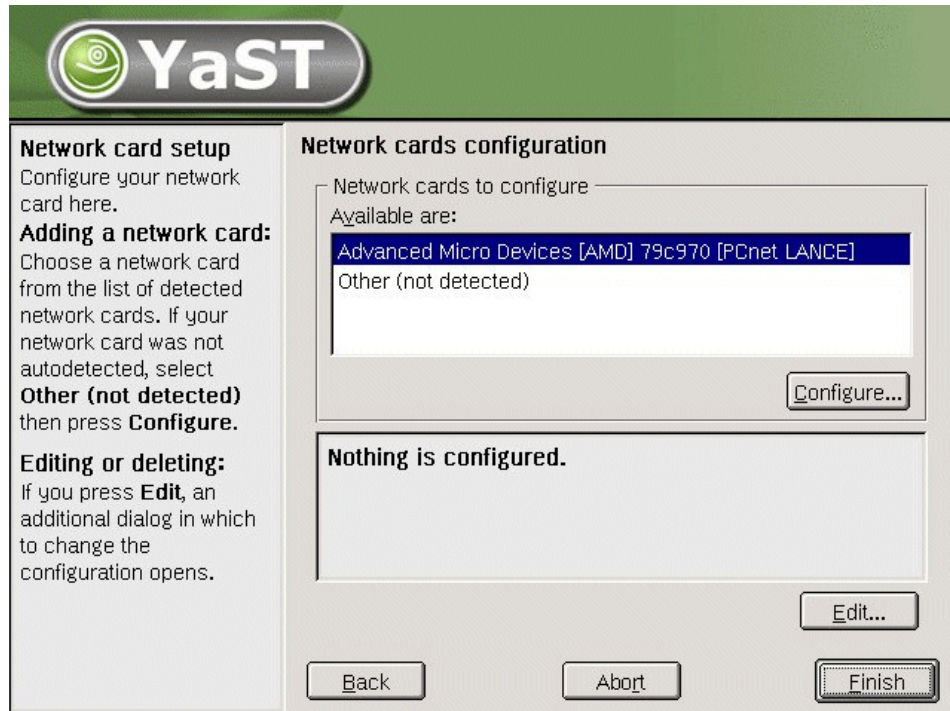 YaST
Network card setup
Configure your network
card here.
Adding a network card:
Choose a network card
from the list of detected
network cards. If your
network card was not
autodetected, select
Other (not detected)
then press Configure.
Editing or deleting:
If you press Edit, an
additional dialog in which
to change the
configuration opens.
Network cards configuration
Network cards to configure
Available are:
Advanced Micro Devices [AMD] 79c970 [PCnet LANCE]
Other (not detected)
Configure...
Nothing is configured.
Edit...
Back
Abort
Finish